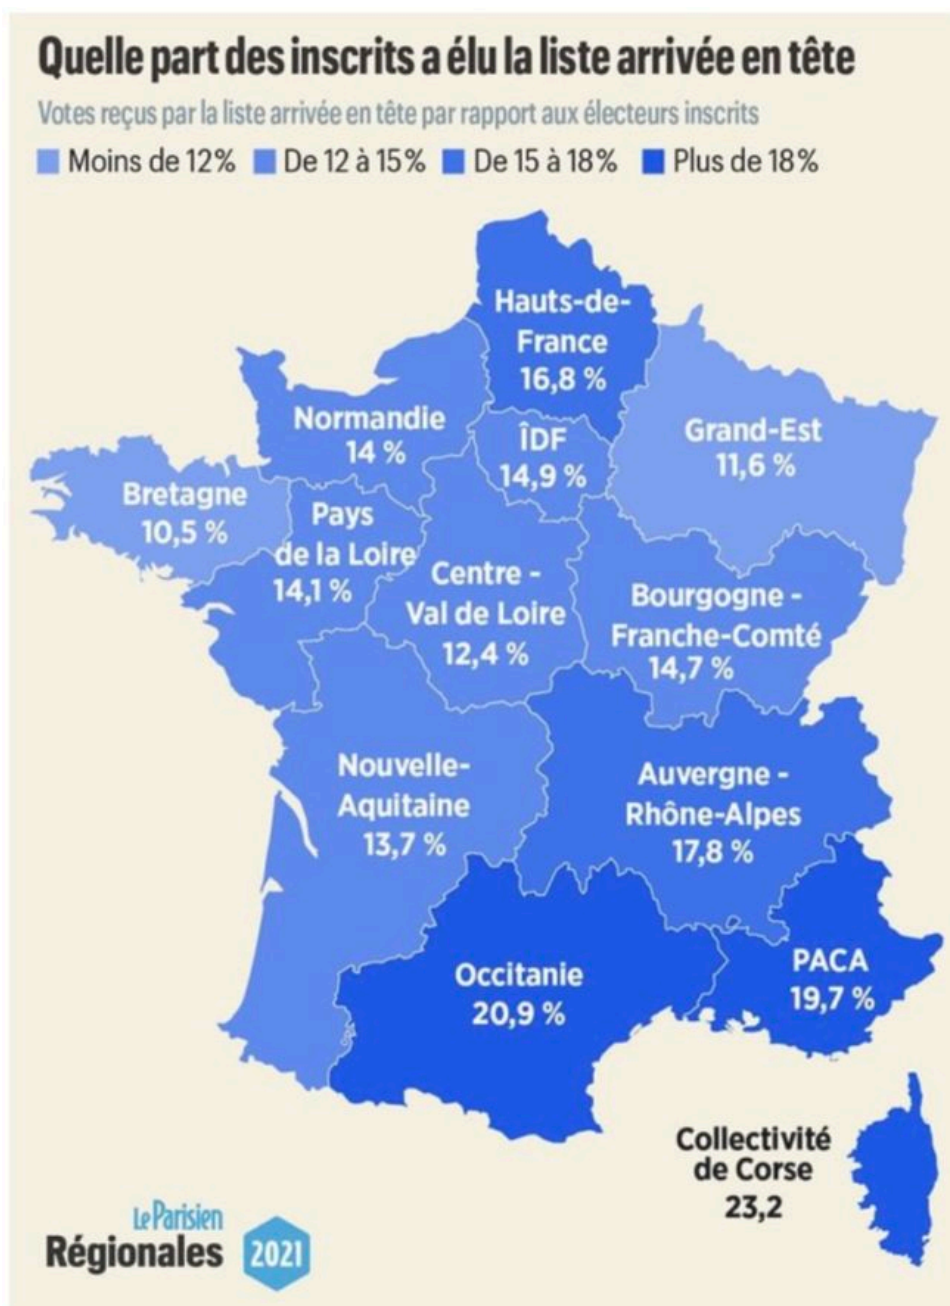 Quelle part des inscrits a élu la liste arrivée en tête
Votes reçus par la liste arrivée en tête par rapport aux électeurs inscrits
Moins de 12% De 12 à 15% De 15 à 18% Plus de 18%
Hauts-de-
France
16,8 %
Normandie
14 %
ÎDF
14,9 %
Grand-Est
11,6 %
Bretagne
10,5 %
Pays
de la Loire
14,1 %
Centre -
Val de Loire
12,4 %
Bourgogne -
Franche-Comté
14,7 %
Nouvelle-
Aquitaine
13,7 %
Auvergne -
Rhône-Alpes
17,8 %
Occitanie
20,9 %
PACA
19,7 %
Collectivité
de Corse
23,2
Le Parisien
Régionales 2021